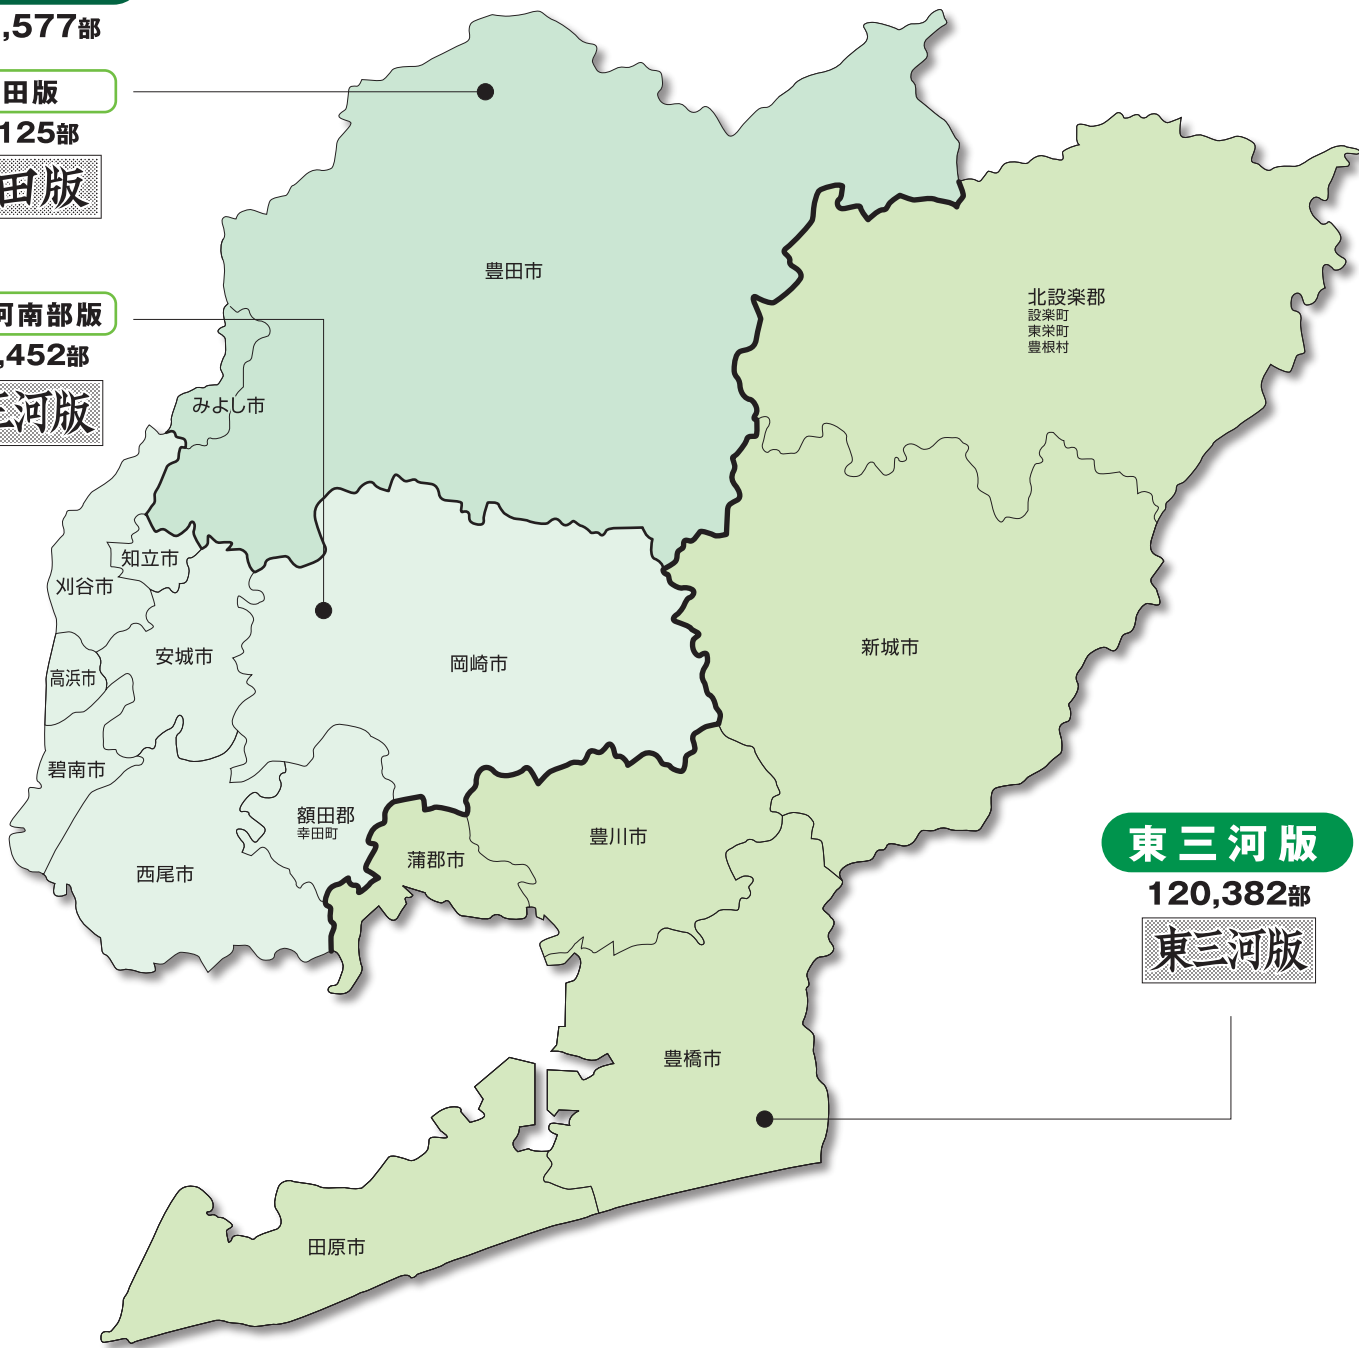 ,577部
田版
125部
田版
河南部版
,452部
三河版
豊田市
北設楽郡
設楽町
東栄町
豊根村
みよし市
知立市
刈谷市
安城市
岡崎市
新城市
高浜市
碧南市
額田郡
幸田町
豊川市
蒲郡市
西尾市
東三河版
120,382部
東三河版
豊橋市
田原市